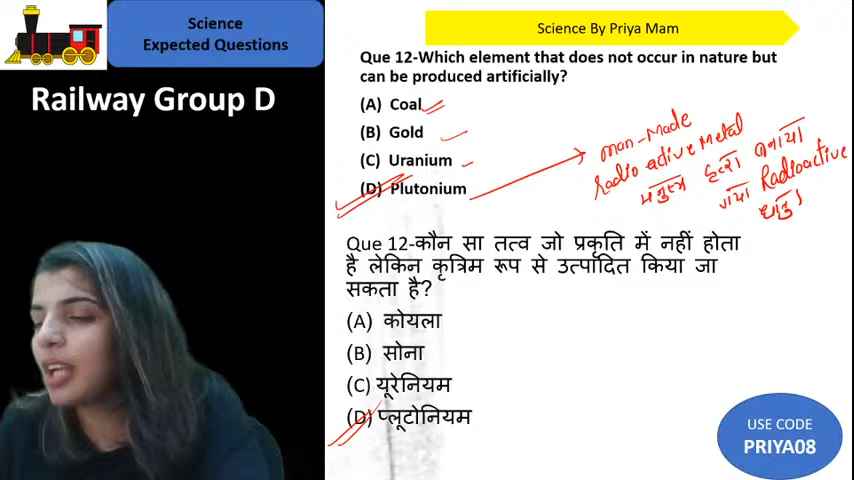 Science
Expected Questions
Railway Group D
Science By Priya Mam
Que 12-Which element that does not occur in nature but
can be produced artificially?
(A) Coal
(B) Gold
(C) Uranium
(D) Plutonium
man-Made
Radio active Metal
मनुष्य द्वारा बनाया
गया Radioactive
धातु
Que 12-कौन सा तत्व जो प्रकृति में नहीं होता
है लेकिन कृत्रिम रूप से उत्पादित किया जा
सकता है?
(A) कोयला
(B) सोना
(C) यूरेनियम
(D) प्लूटोनियम
USE CODE
PRIYA08